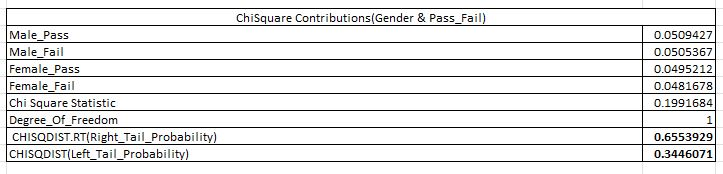 ChiSquare Contributions(Gender & Pass_Fail)
Male_Pass 0.0509427
Male_Fail 0.0505367
Female_Pass 0.0495212
Female_Fail 0.0481678
Chi Square Statistic 0.1991684
Degree_Of_Freedom 1
CHISQDIST.RT(Right_Tail_Probability) 0.6553929
CHISQDIST(Left_Tail_Probability) 0.3446071